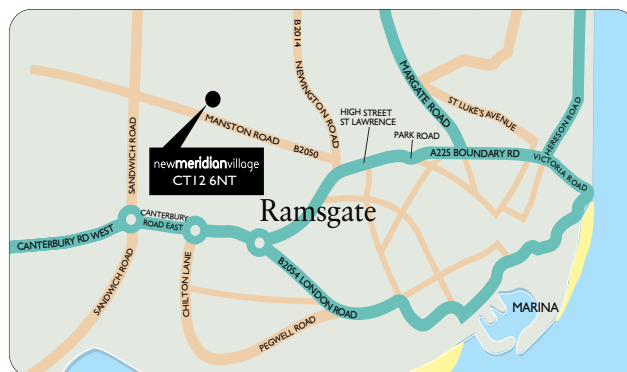 B2014
NEWINGTON ROAD
MARGATE ROAD
ST LUKE'S AVENUE
HERESON ROAD
HIGH STREET
ST LAWRENCE
PARK ROAD
A225 BOUNDARY RD
VICTORIA ROAD
SANDWICH ROAD
MANSTON ROAD B2050
newmeridianvillage
CT12 6NT
Ramsgate
CANTERBURY RD WEST
CANTERBURY
ROAD EAST
SANDWICH ROAD
CHILTON LANE
B2054 LONDON ROAD
PEGWELL ROAD
MARINA